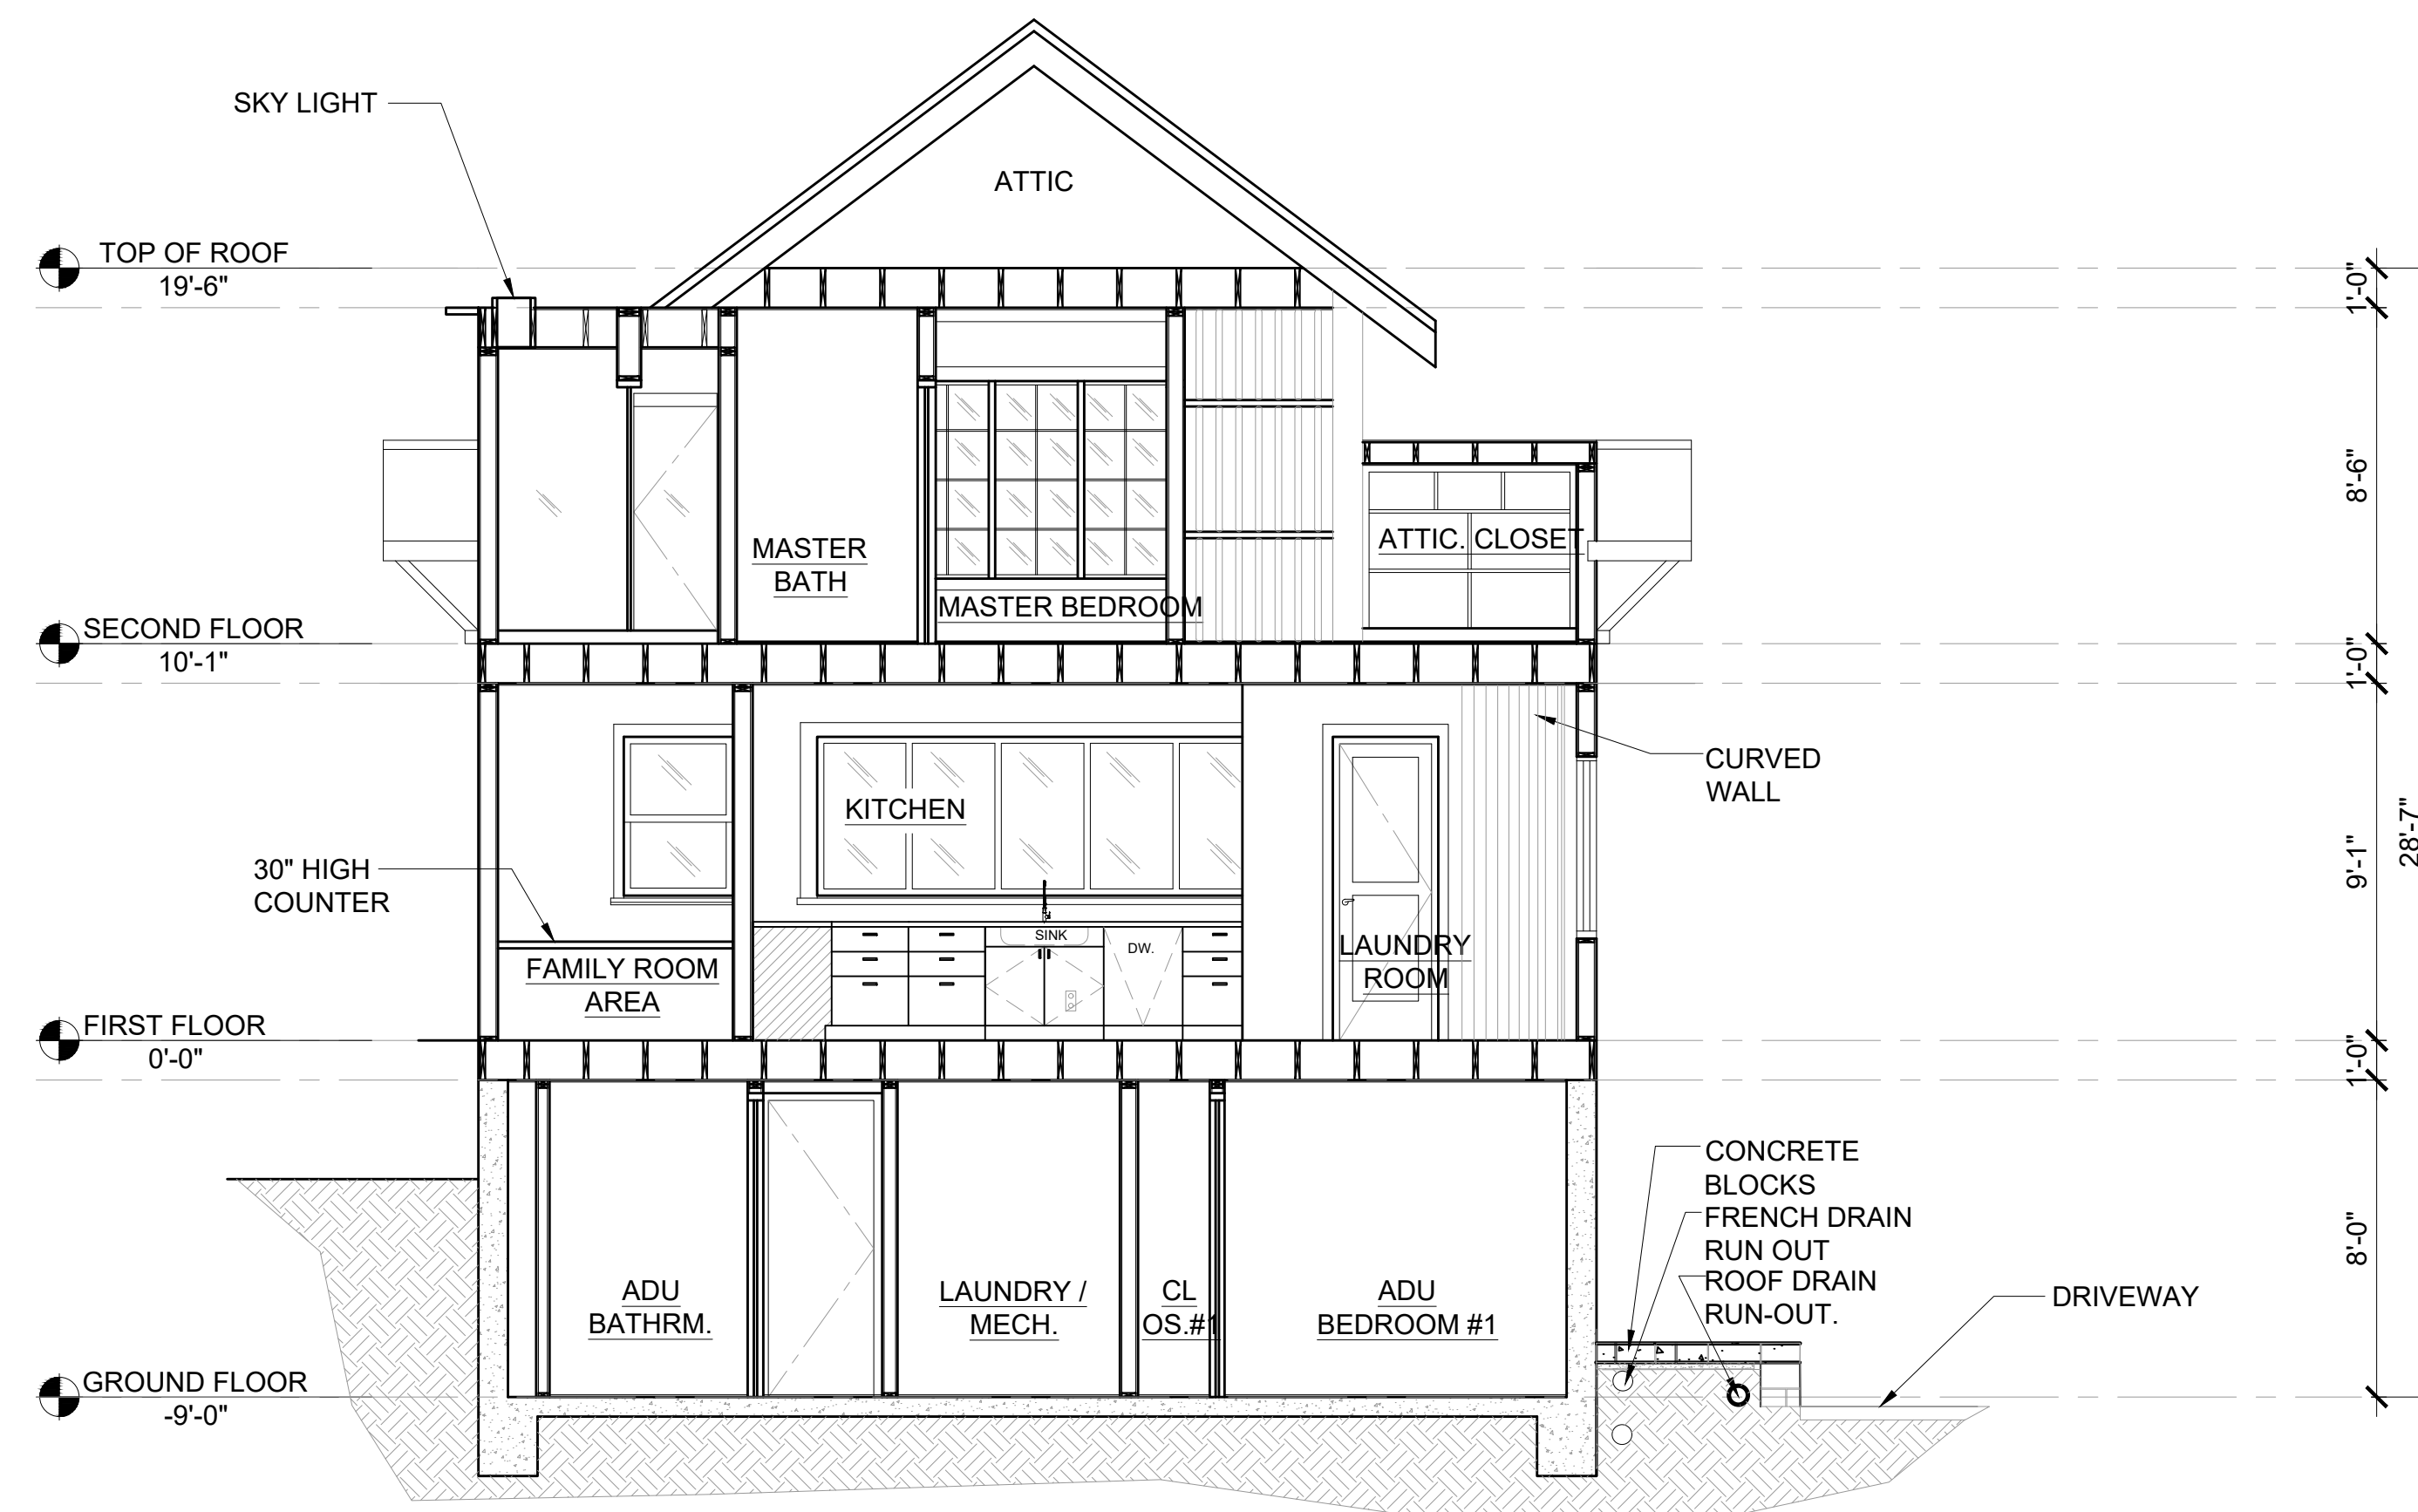 SKY LIGHT
ATTIC
TOP OF ROOF
19'-6"
1'-0"
8'-6"
MASTER
BATH
MASTER BEDROOM
ATTIC. CLOSET
SECOND FLOOR
10'-1"
1'-0"
CURVED
WALL
KITCHEN
28'-7"
9'-1"
30" HIGH
COUNTER
SINK
DW.
LAUNDRY
ROOM
FAMILY ROOM
AREA
FIRST FLOOR
0'-0"
1'-0"
CONCRETE
BLOCKS
FRENCH DRAIN
RUN OUT
ROOF DRAIN
RUN-OUT.
8'-0"
DRIVEWAY
ADU
BATHRM.
LAUNDRY /
MECH.
CL
OS.#1
ADU
BEDROOM #1
GROUND FLOOR
-9'-0"